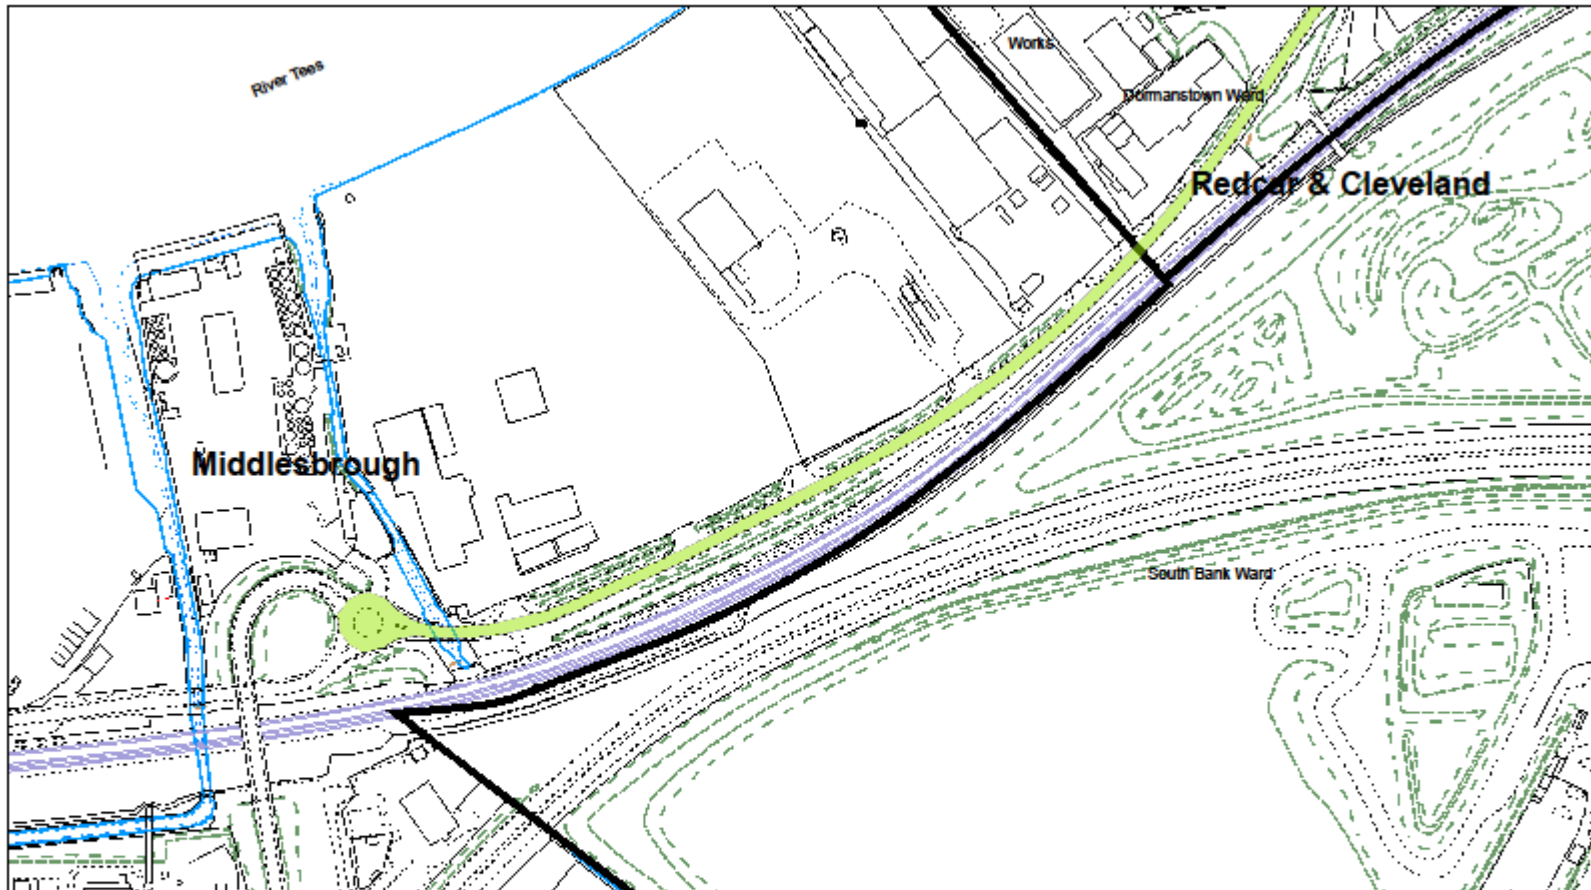 Works
River Tees
Dormanstown Ward
Redcar & Cleveland
Middlesbrough
South Bank Ward